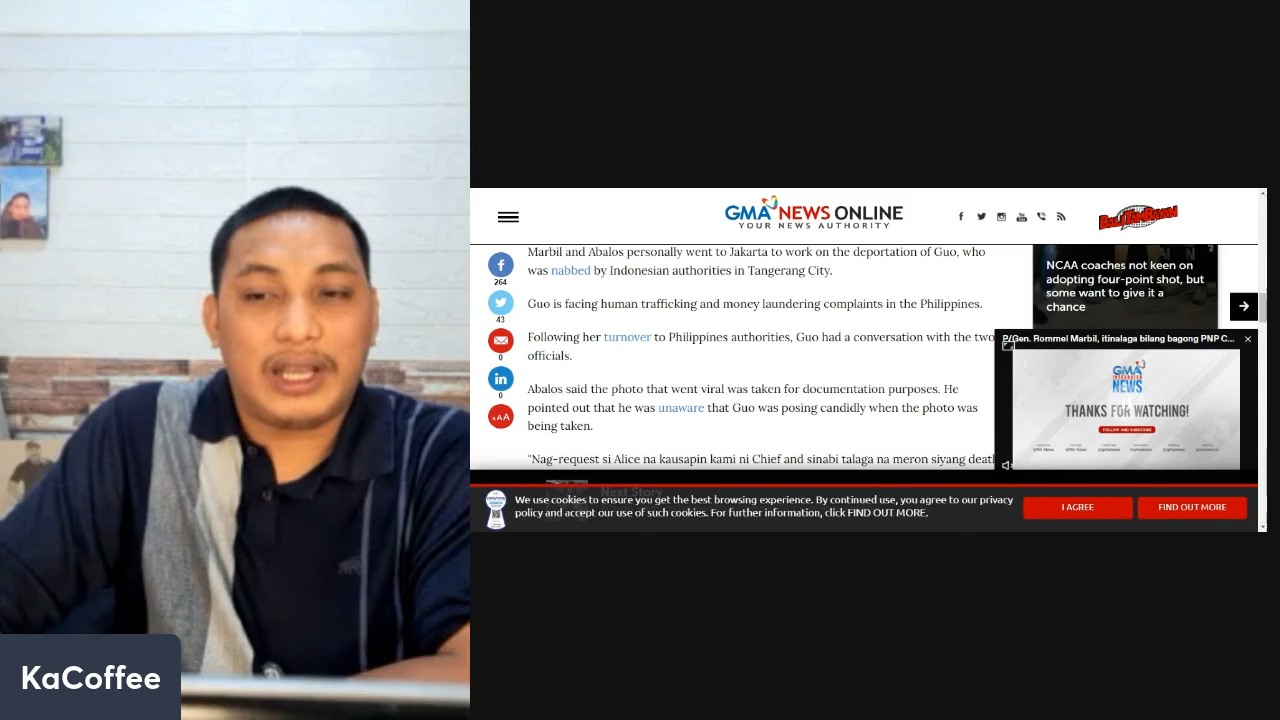 GMA NEWS ONLINE
YOUR NEWS AUTHORITY
BALITAMBAYAN
Marbil and Abalos personally went to Jakarta to work on the deportation of Guo, who
was nabbed by Indonesian authorities in Tangerang City.
Guo is facing human trafficking and money laundering complaints in the Philippines.
Following her turnover to Philippines authorities, Guo had a conversation with the two
officials.
Abalos said the photo that went viral was taken for documentation purposes. He
pointed out that he was unaware that Guo was posing candidly when the photo was
being taken.
"Nag-request si Alice na kausapin kami ni Chief and sinabi talaga na meron siyang
264
43
0
0
AAA
NCAA coaches not keen on
adopting four-point shot, but
some want to give it a
chance
P/Gen. Rommel Marbil, itinalaga bilang bagong PNP C...
GMA
INTEGRATED
NEWS
THANKS FOR WATCHING!
FOLLOW AND SUBSCRIBE
Next Story
We use cookies to ensure you get the best browsing experience. By continued use, you agree to our privacy
policy and accept our use of such cookies. For further information, click FIND OUT MORE.
I AGREE
FIND OUT MORE
KaCoffee